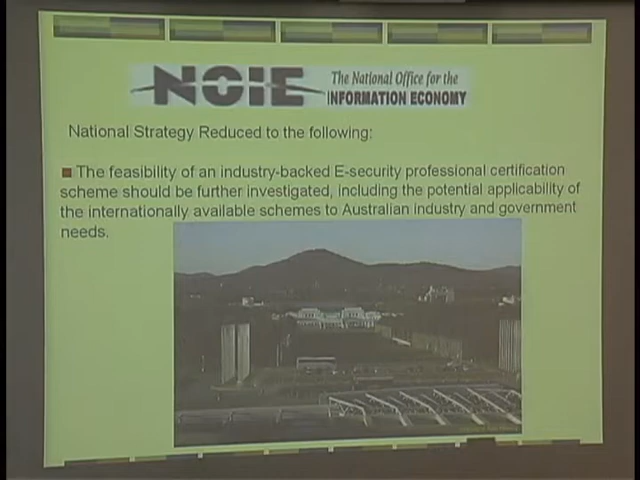 NOIE
The National Office for the
INFORMATION ECONOMY
National Strategy Reduced to the following:
The feasibility of an industry-backed E-security professional certification
scheme should be further investigated, including the potential applicability of
the internationally available schemes to Australian industry and government
needs.